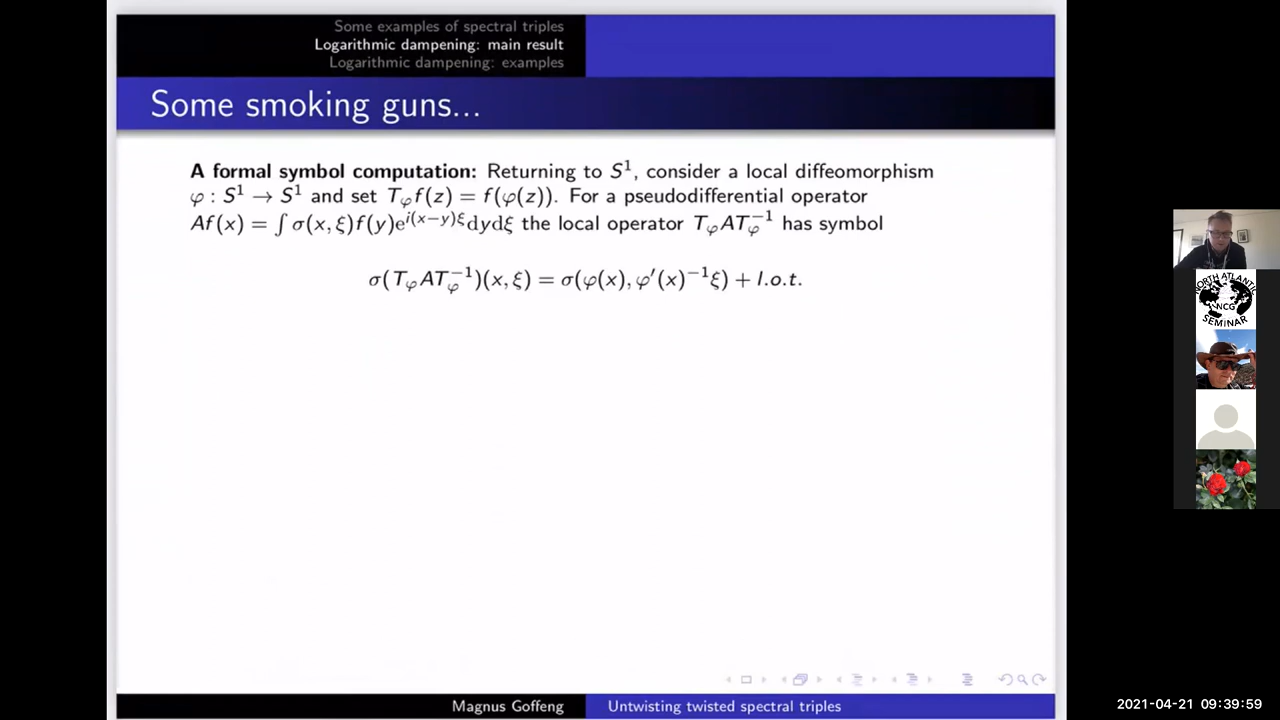 Some examples of spectral triples
Logarithmic dampening: main result
Logarithmic dampening: examples
Some smoking guns...
A formal symbol computation: Returning to S¹, consider a local diffeomorphism
φ : S¹ → S¹ and set T_φ f(z) = f(φ(z)). For a pseudodifferential operator
Af(x) = ∫ σ(x, ξ)f(y)e^{i(x−y)ξ}dydξ the local operator T_φAT_φ^{−1} has symbol
σ(T_φAT_φ^{−1})(x, ξ) = σ(φ(x), φ′(x)^{−1}ξ) + l.o.t.
NORTH ATLANTIC
NCG
SEMINAR
Magnus Goffeng
Untwisting twisted spectral triples
2021-04-21 09:39:59